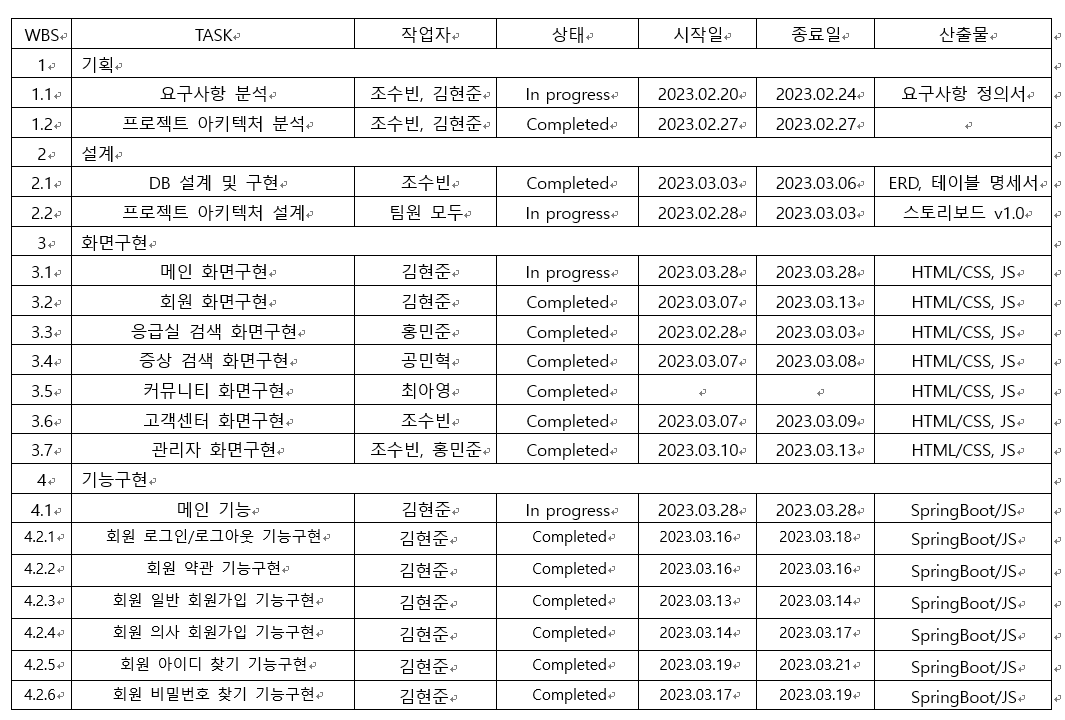 WBS TASK 작업자 상태 시작일 종료일 산출물
1 기획
1.1 요구사항 분석 조수빈, 김현준 In progress 2023.02.20 2023.02.24 요구사항 정의서
1.2 프로젝트 아키텍처 분석 조수빈, 김현준 Completed 2023.02.27 2023.02.27
2 설계
2.1 DB 설계 및 구현 조수빈 Completed 2023.03.03 2023.03.06 ERD, 테이블 명세서
2.2 프로젝트 아키텍처 설계 팀원 모두 In progress 2023.02.28 2023.03.03 스토리보드 v1.0
3 화면구현
3.1 메인 화면구현 김현준 In progress 2023.03.28 2023.03.28 HTML/CSS, JS
3.2 회원 화면구현 김현준 Completed 2023.03.07 2023.03.13 HTML/CSS, JS
3.3 응급실 검색 화면구현 홍민준 Completed 2023.02.28 2023.03.03 HTML/CSS, JS
3.4 증상 검색 화면구현 공민혁 Completed 2023.03.07 2023.03.08 HTML/CSS, JS
3.5 커뮤니티 화면구현 최아영 Completed HTML/CSS, JS
3.6 고객센터 화면구현 조수빈 Completed 2023.03.07 2023.03.09 HTML/CSS, JS
3.7 관리자 화면구현 조수빈, 홍민준 Completed 2023.03.10 2023.03.13 HTML/CSS, JS
4 기능구현
4.1 메인 기능 김현준 In progress 2023.03.28 2023.03.28 SpringBoot/JS
4.2.1 회원 로그인/로그아웃 기능구현 김현준 Completed 2023.03.16 2023.03.18 SpringBoot/JS
4.2.2 회원 약관 기능구현 김현준 Completed 2023.03.16 2023.03.16 SpringBoot/JS
4.2.3 회원 일반 회원가입 기능구현 김현준 Completed 2023.03.13 2023.03.14 SpringBoot/JS
4.2.4 회원 의사 회원가입 기능구현 김현준 Completed 2023.03.14 2023.03.17 SpringBoot/JS
4.2.5 회원 아이디 찾기 기능구현 김현준 Completed 2023.03.19 2023.03.21 SpringBoot/JS
4.2.6 회원 비밀번호 찾기 기능구현 김현준 Completed 2023.03.17 2023.03.19 SpringBoot/JS